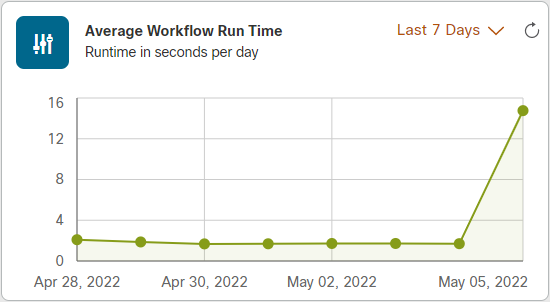 Average Workflow Run Time
Last 7 Days
Runtime in seconds per day
16
12
8
4
0
Apr 28, 2022
Apr 30, 2022
May 02, 2022
May 05, 2022